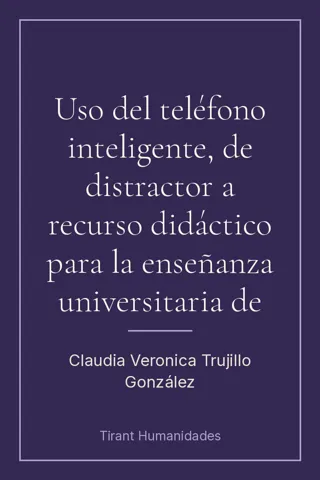 Uso del teléfono
inteligente, de
distractor a
recurso didáctico
para la enseñanza
universitaria de
Claudia Veronica Trujillo
González
Tirant Humanidades